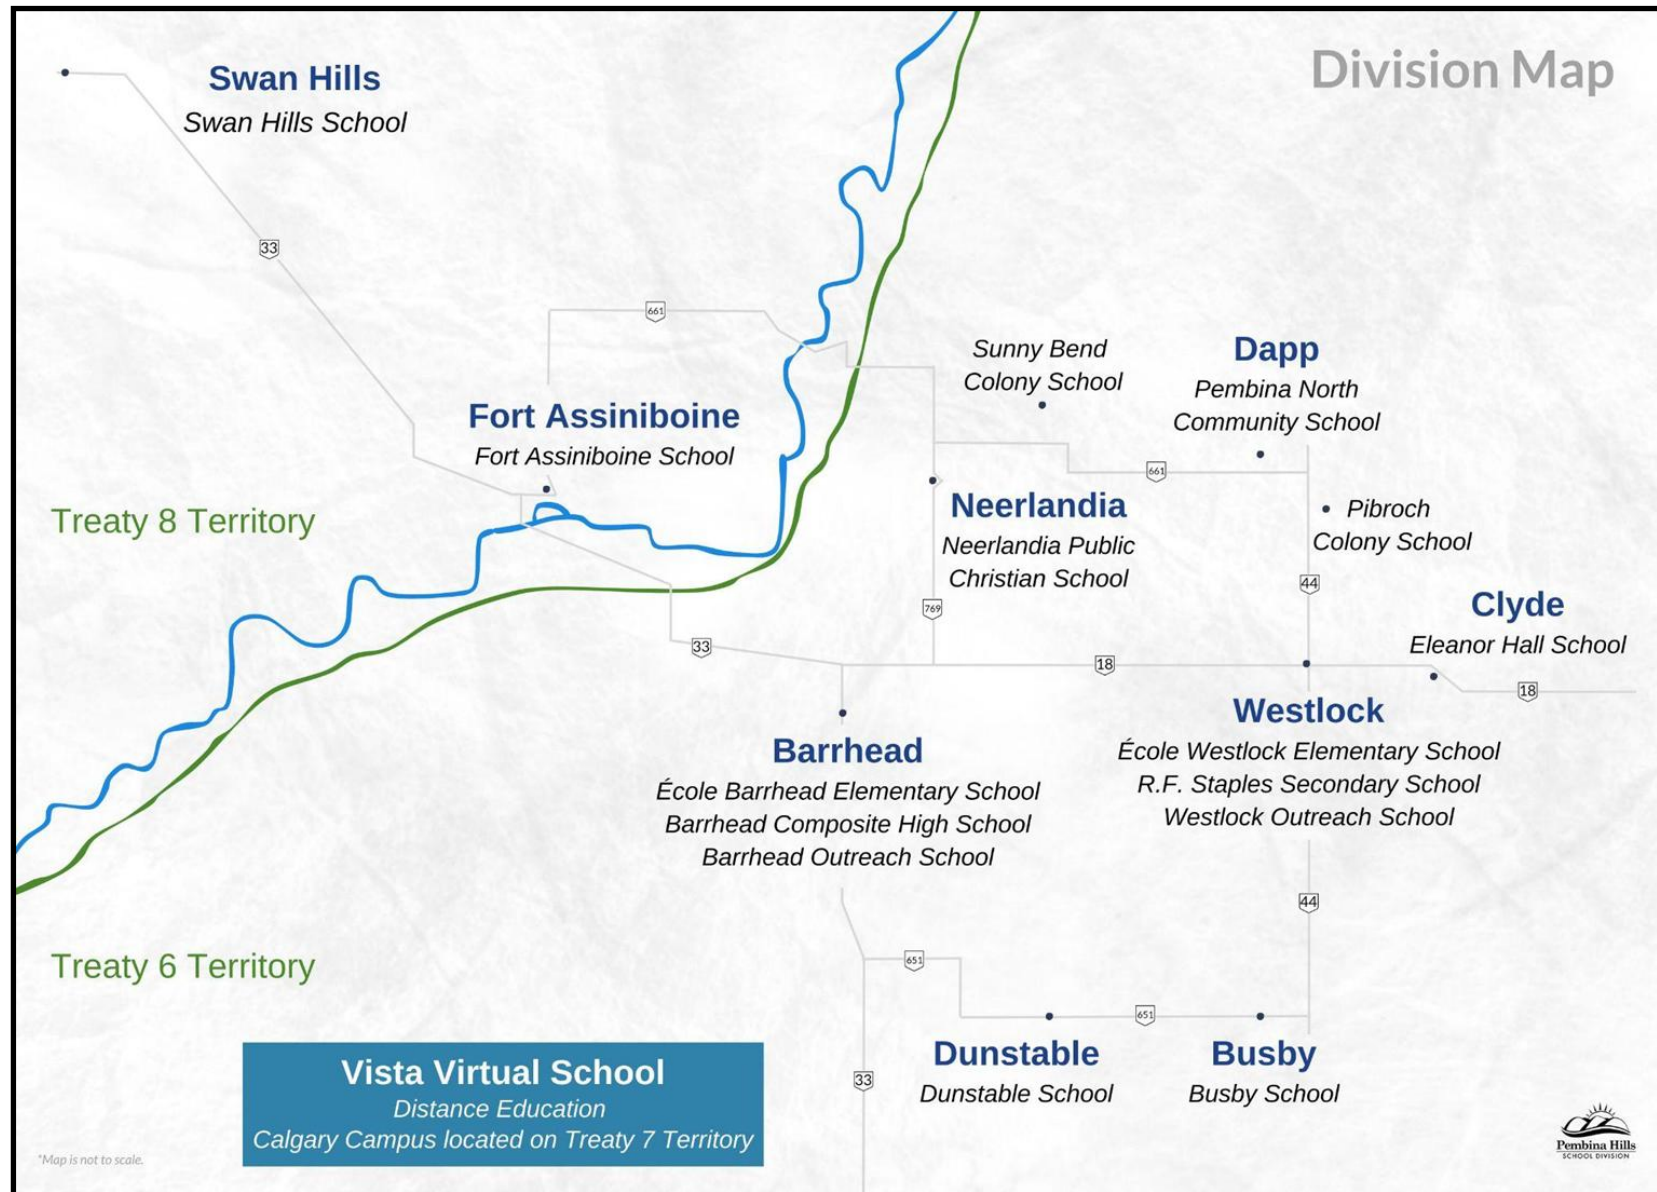 Division Map
Swan Hills
Swan Hills School
33
661
Sunny Bend
Colony School
Dapp
Pembina North
Community School
Fort Assiniboine
Fort Assiniboine School
661
Treaty 8 Territory
Neerlandia
Neerlandia Public
Christian School
Pibroch
Colony School
44
769
Clyde
Eleanor Hall School
33
18
18
Barrhead
École Barrhead Elementary School
Barrhead Composite High School
Barrhead Outreach School
Westlock
École Westlock Elementary School
R.F. Staples Secondary School
Westlock Outreach School
44
Treaty 6 Territory
651
651
Dunstable
Dunstable School
Busby
Busby School
33
Vista Virtual School
Distance Education
Calgary Campus located on Treaty 7 Territory
*Map is not to scale.
Pembina Hills
SCHOOL DIVISION